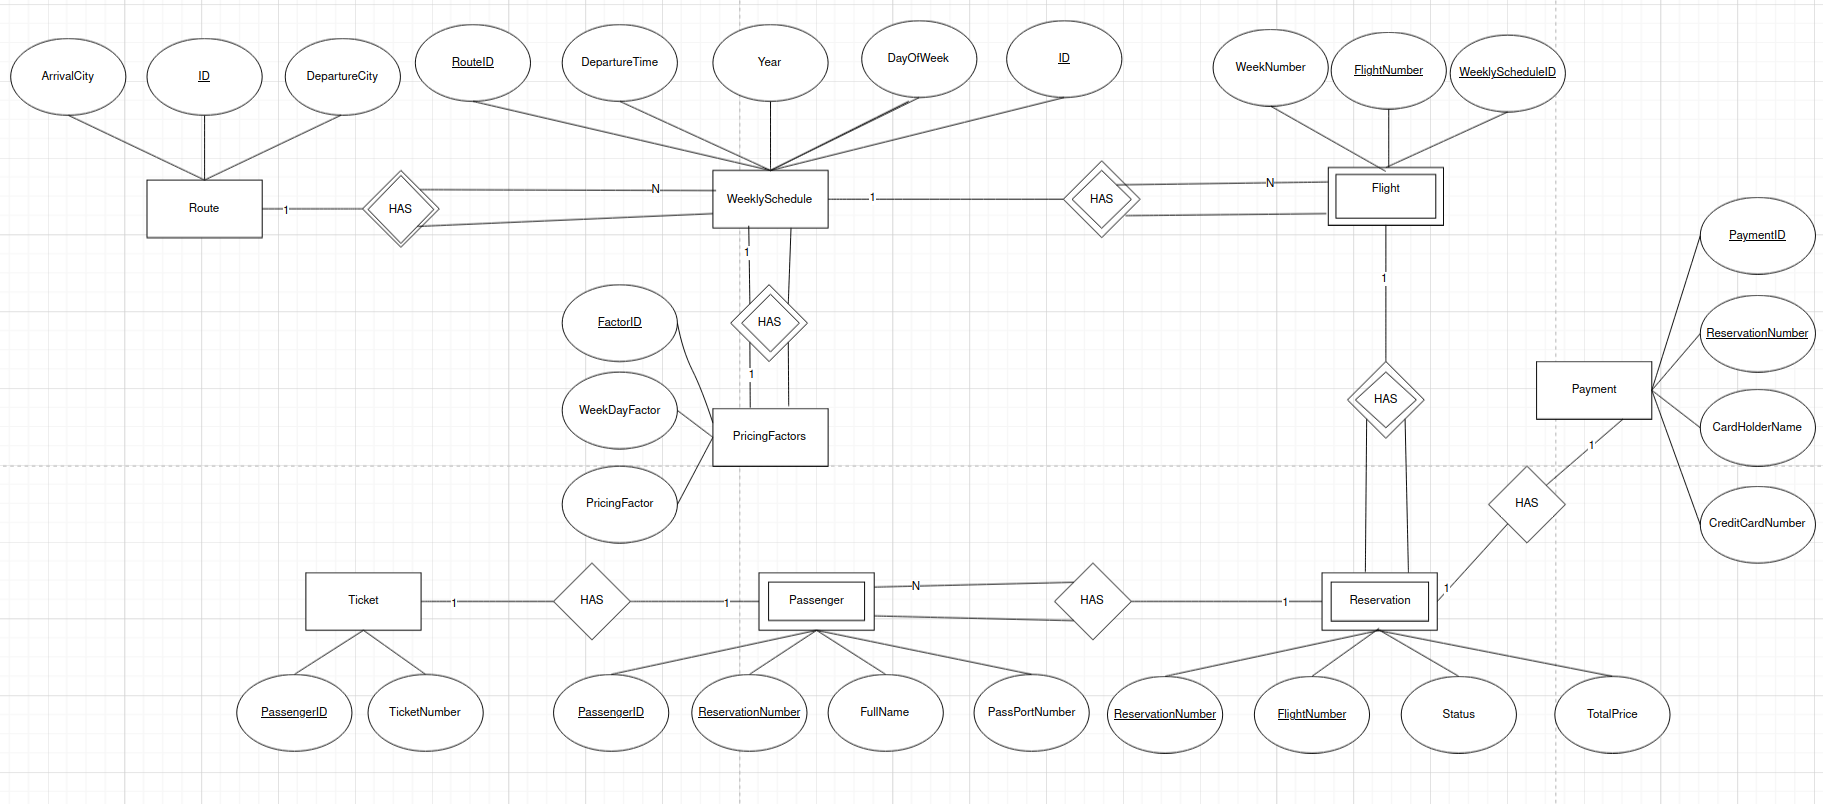 ArrivalCity
ID
DepartureCity
RouteID
DepartureTime
Year
DayOfWeek
ID
WeekNumber
FlightNumber
WeeklyScheduleID
Route
1
HAS
N
WeeklySchedule
1
HAS
N
Flight
1
1
PaymentID
FactorID
HAS
ReservationNumber
1
WeekDayFactor
PricingFactors
HAS
Payment
CardHolderName
1
PricingFactor
HAS
CreditCardNumber
Ticket
1
HAS
1
Passenger
N
HAS
1
Reservation
1
PassengerID
TicketNumber
PassengerID
ReservationNumber
FullName
PassPortNumber
ReservationNumber
FlightNumber
Status
TotalPrice